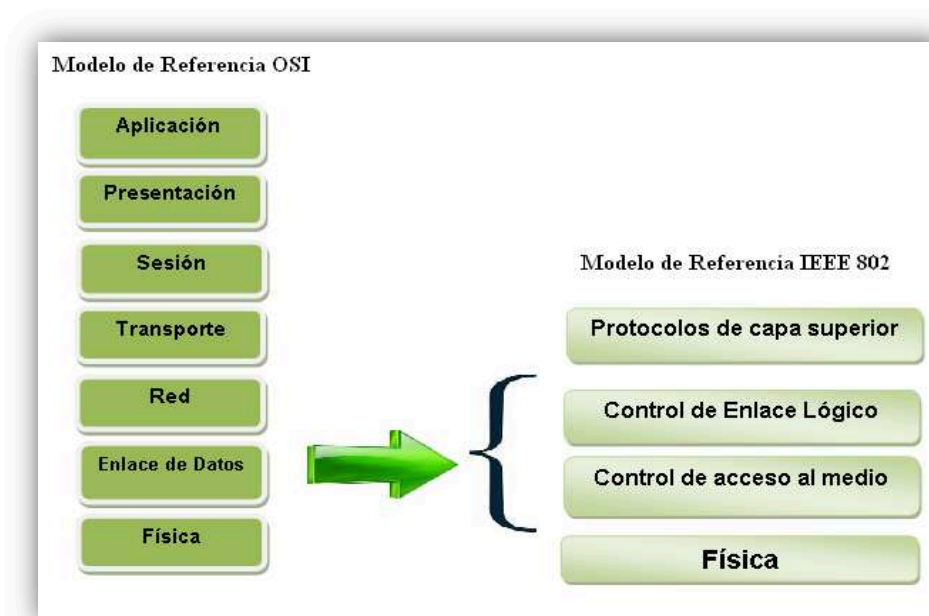 Modelo de Referencia OSI
Aplicación
Presentación
Sesión
Transporte
Red
Enlace de Datos
Física
Modelo de Referencia IEEE 802
Protocolos de capa superior
Control de Enlace Lógico
Control de acceso al medio
Física